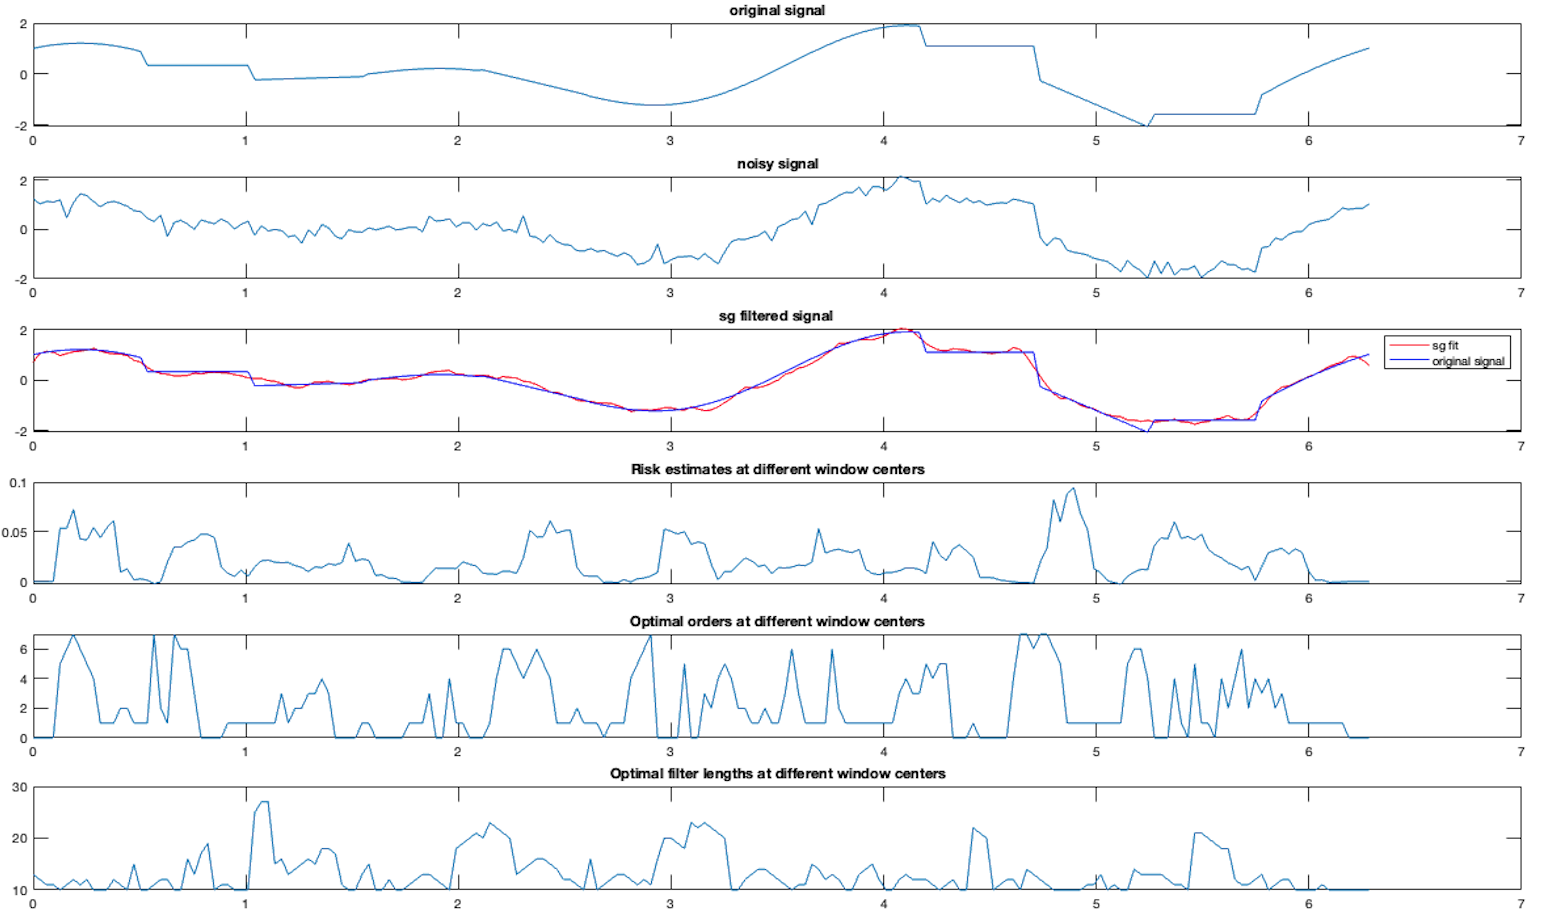 original signal
2
0
-2
0 1 2 3 4 5 6 7
noisy signal
2
0
-2
0 1 2 3 4 5 6 7
sg filtered signal
2
0
-2
sg fit
original signal
0 1 2 3 4 5 6 7
Risk estimates at different window centers
0.1
0.05
0
0 1 2 3 4 5 6 7
Optimal orders at different window centers
6
4
2
0
0 1 2 3 4 5 6 7
Optimal filter lengths at different window centers
30
20
10
0 1 2 3 4 5 6 7